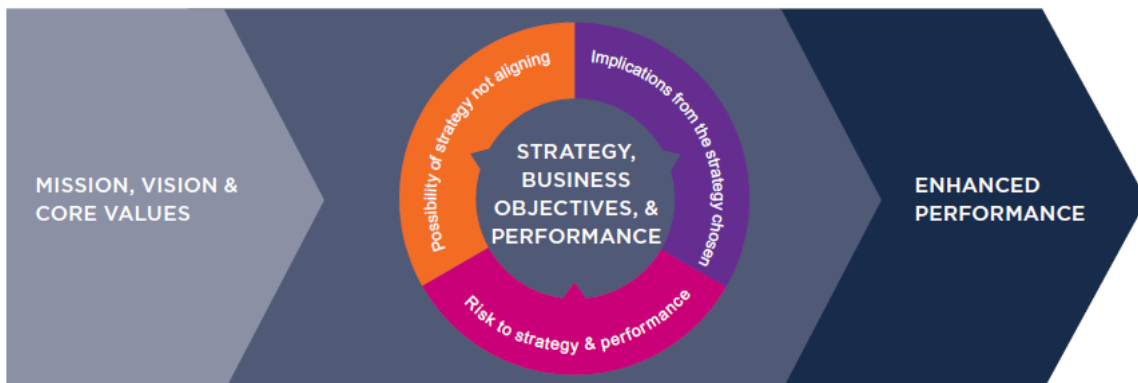 MISSION, VISION &
CORE VALUES
Possibility of strategy not aligning
Implications from the strategy chosen
STRATEGY,
BUSINESS
OBJECTIVES, &
PERFORMANCE
Risk to strategy & performance
ENHANCED
PERFORMANCE